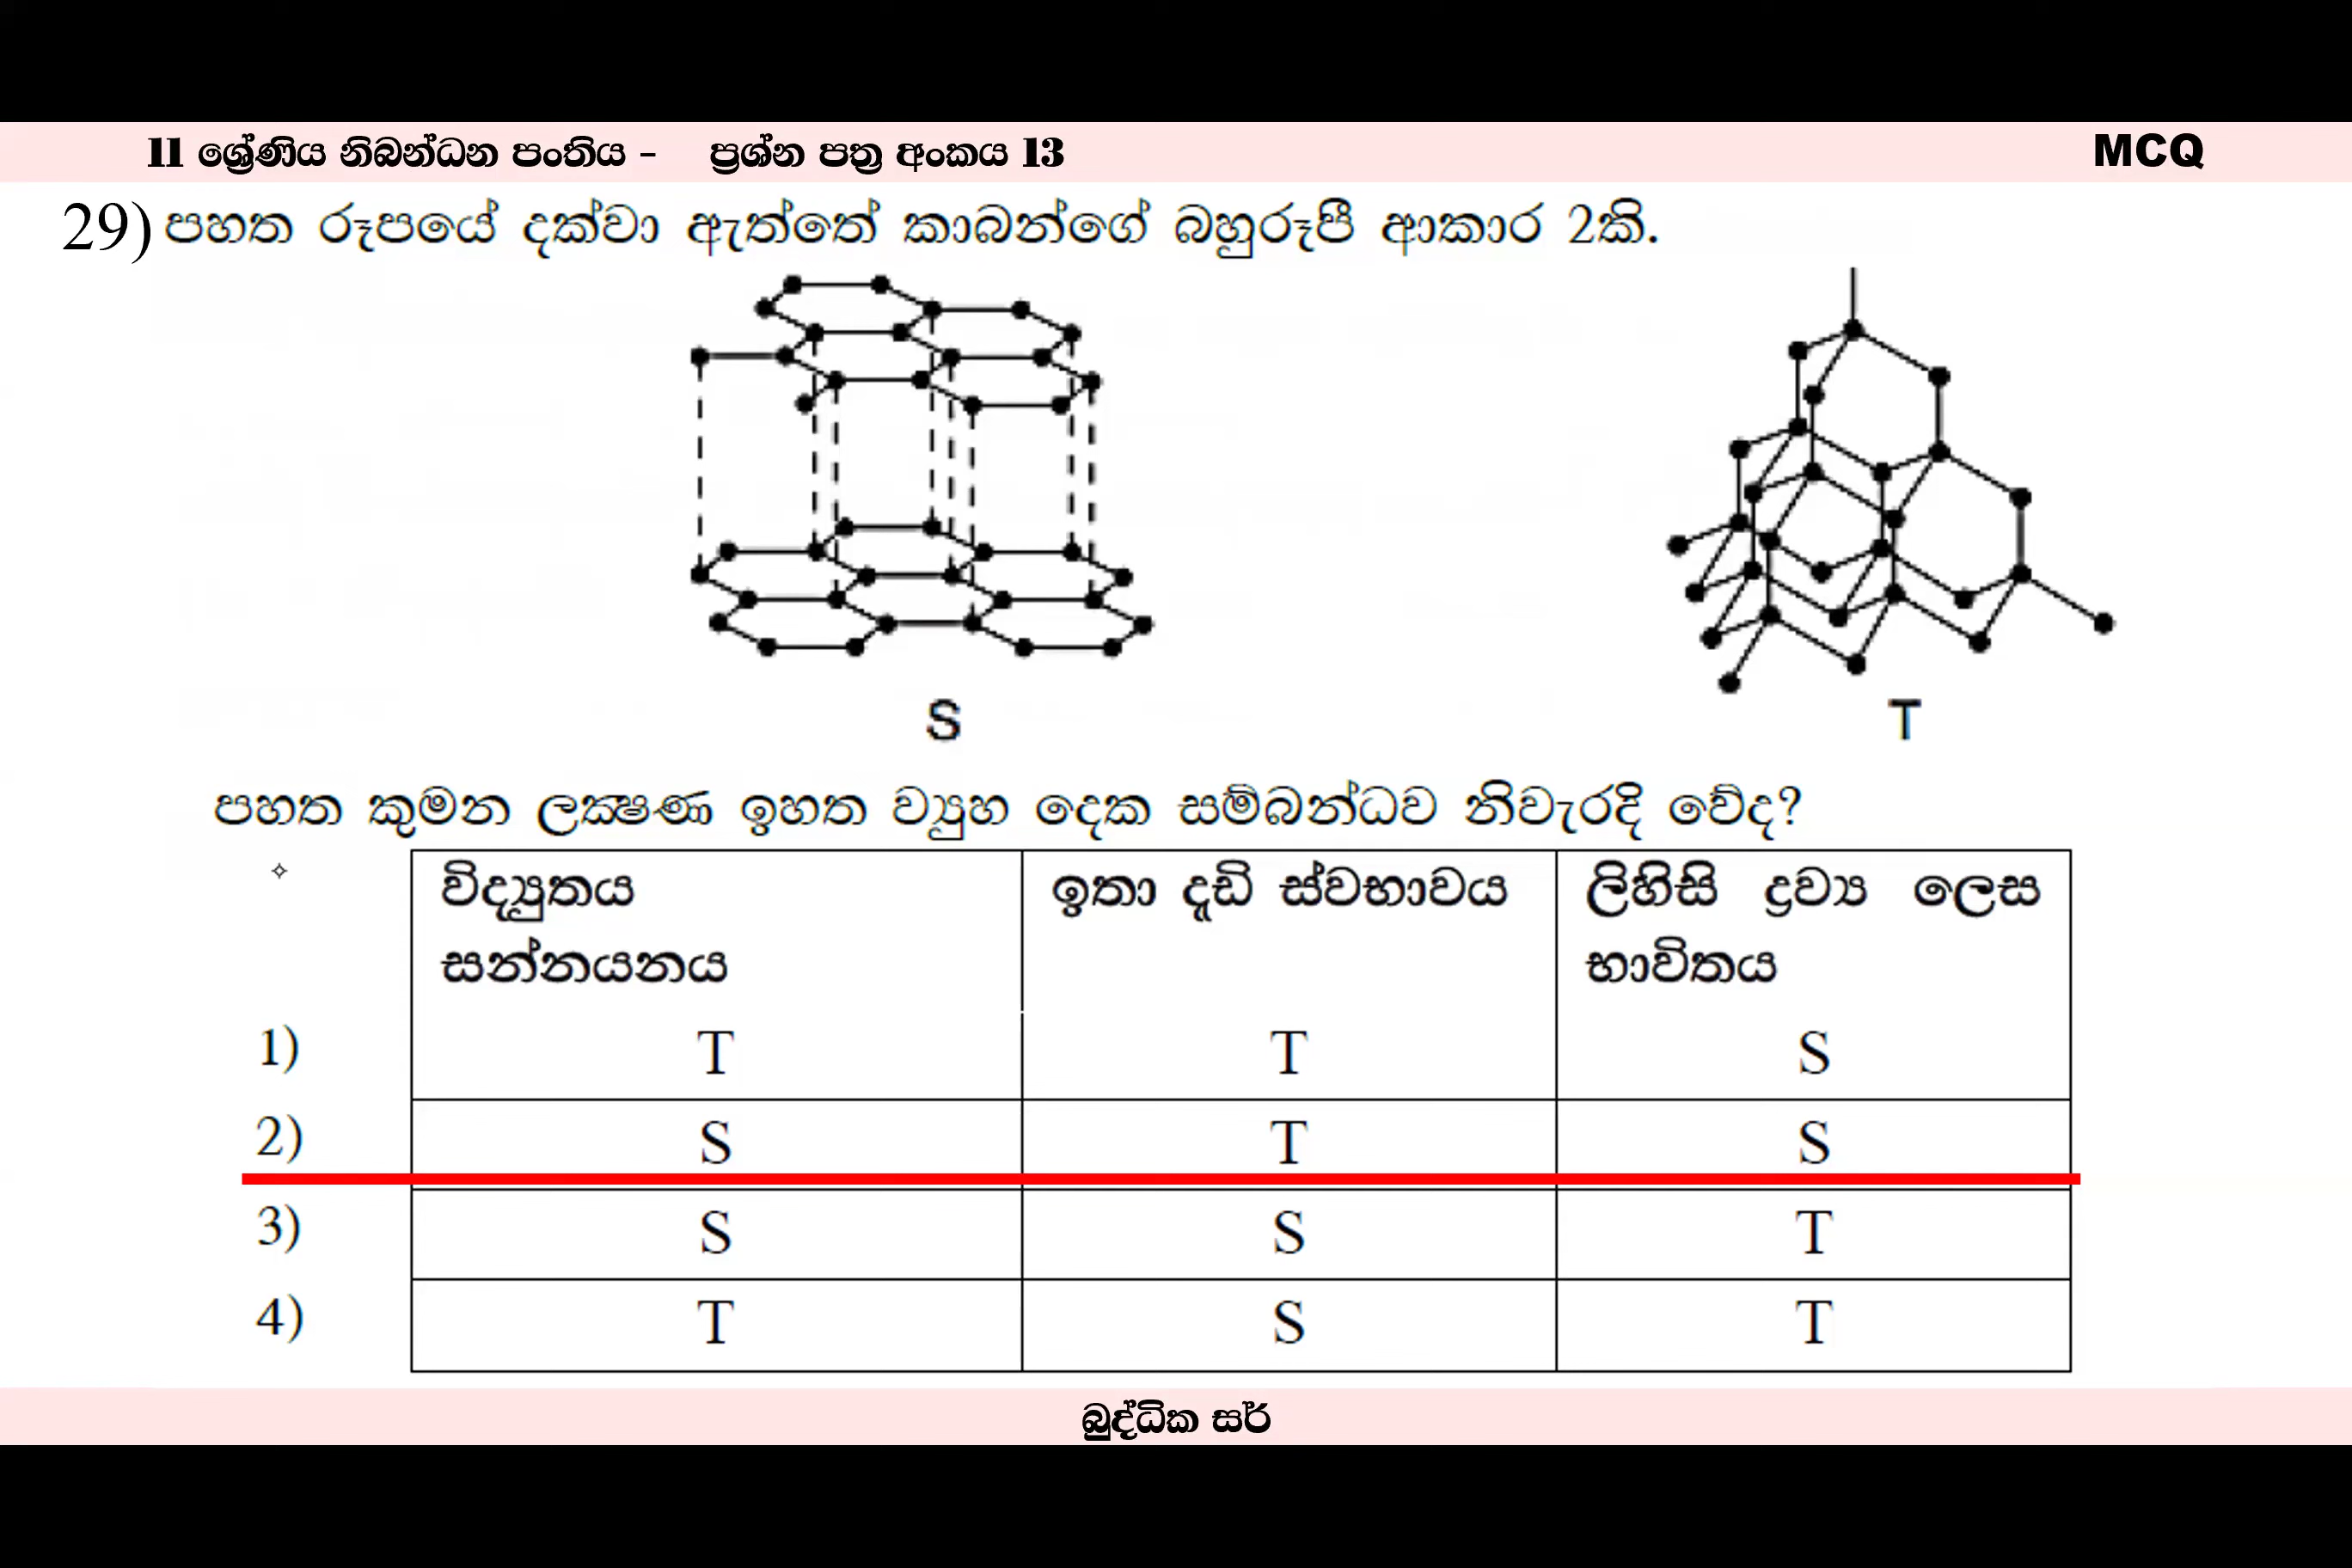 11 ශ්‍රේණිය නිබන්ධන පංතිය - ප්‍රශ්න පත්‍ර අංකය 13
MCQ
29) පහත රූපයේ දක්වා ඇත්තේ කාබන්ගේ බහුරූපී ආකාර 2කි.
S
T
පහත කුමන ලක්‍ෂණ ඉහත ව්‍යුහ දෙක සම්බන්ධව නිවැරදි වේද?
විද්‍යුතය සන්නයනය
ඉතා දෘඩි ස්වභාවය
ලිහිසි ද්‍රව්‍ය ලෙස භාවිතය
1) T T S
2) S T S
3) S S T
4) T S T
බුද්ධික සර්